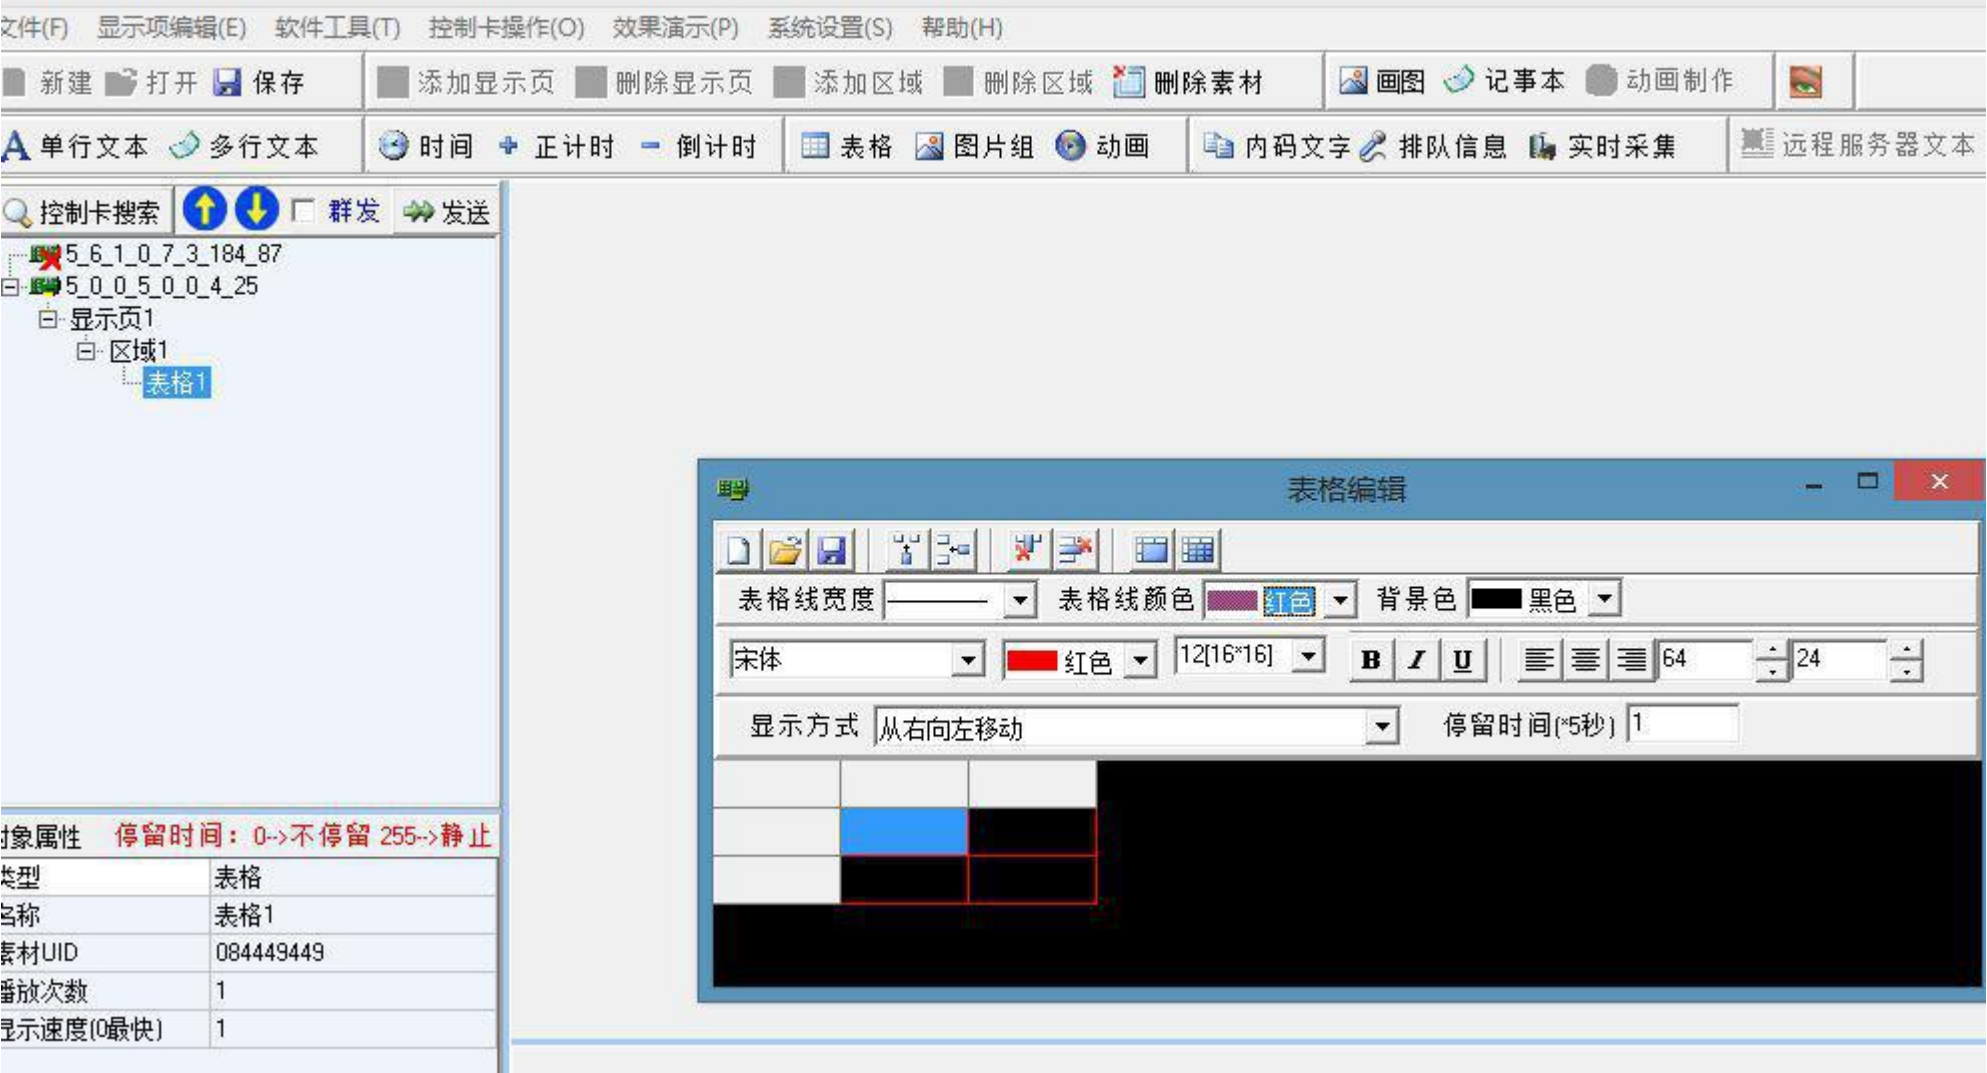 文件(F) 显示项编辑(E) 软件工具(T) 控制卡操作(O) 效果演示(P) 系统设置(S) 帮助(H)
新建 打开 保存 添加显示页 删除显示页 添加区域 删除区域 删除素材 画图 记事本 动画制作
A 单行文本 多行文本 时间 正计时 倒计时 表格 图片组 动画 内码文字 排队信息 实时采集 远程服务器文本
控制卡搜索 群发 发送
5_6_1_0_7_3_184_87
5_0_0_5_0_0_4_25
显示页1
区域1
表格1
表格编辑
表格线宽度 表格线颜色 红色 背景色 黑色
宋体 红色 12[16*16] B I U 64 24
显示方式 从右向左移动 停留时间(*5秒) 1
对象属性 停留时间：0-->不停留 255-->静止
类型 表格
名称 表格1
素材UID 084449449
播放次数 1
显示速度(0最快) 1